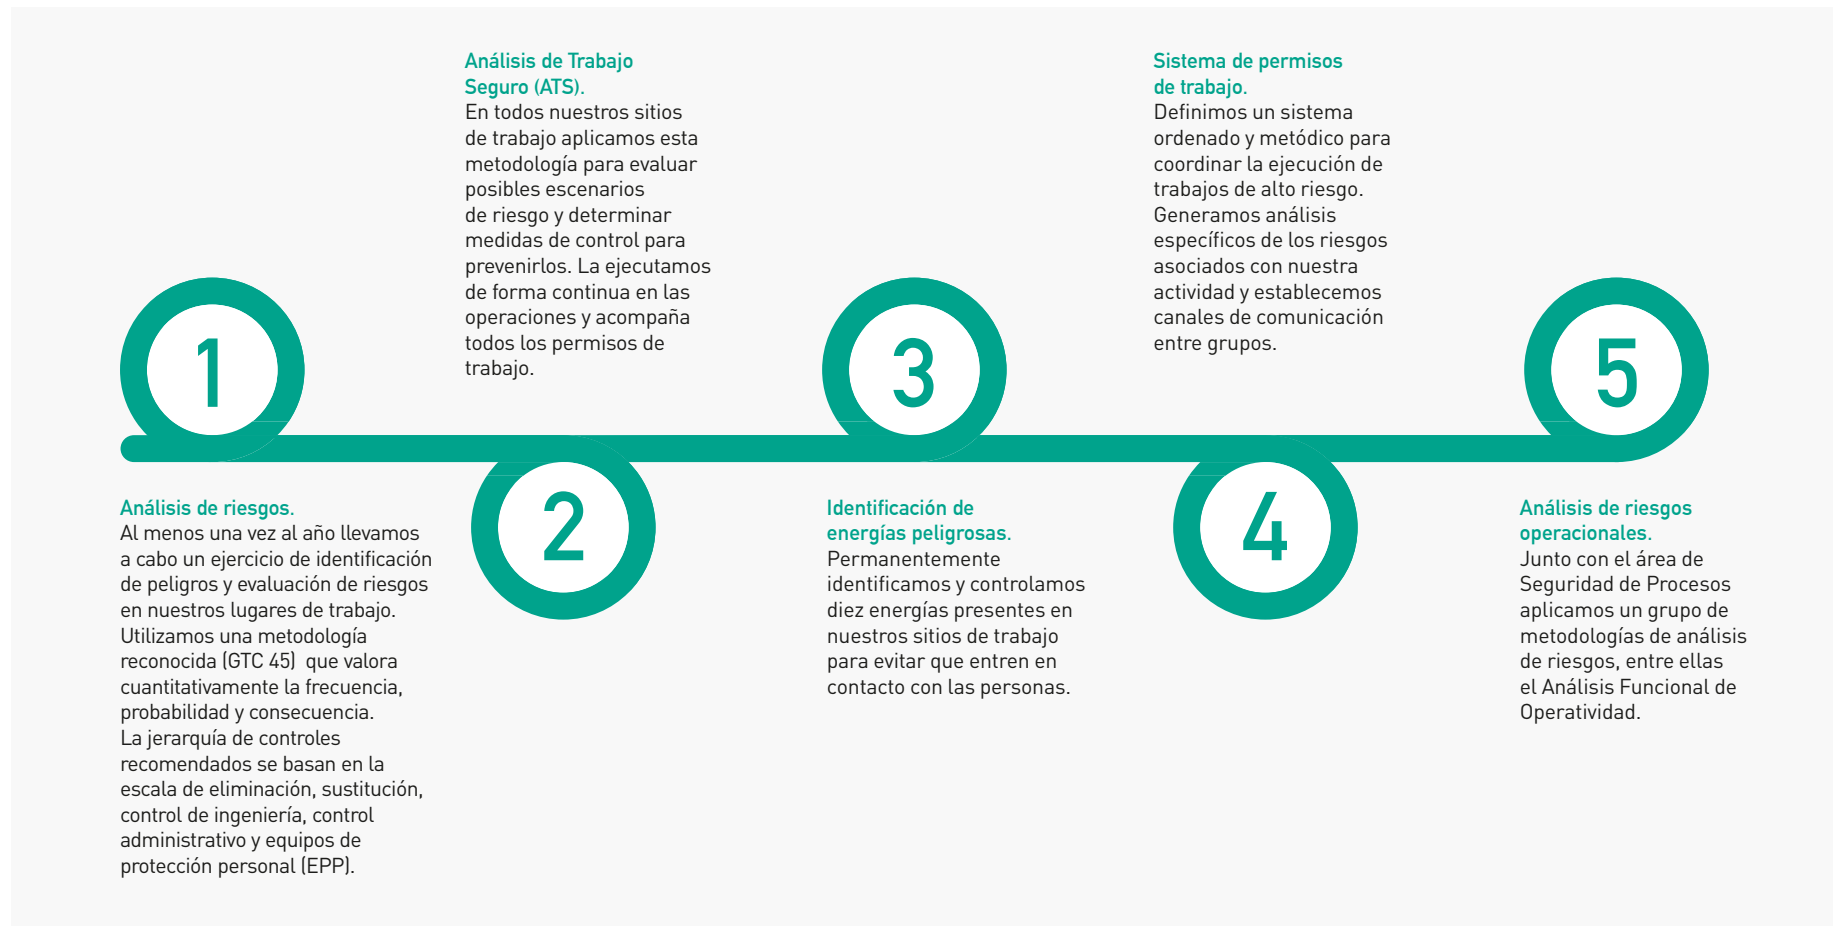 1
Análisis de riesgos.
Al menos una vez al año llevamos
a cabo un ejercicio de identificación
de peligros y evaluación de riesgos
en nuestros lugares de trabajo.
Utilizamos una metodología
reconocida (GTC 45)  que valora
cuantitativamente la frecuencia,
probabilidad y consecuencia.
La jerarquía de controles
recomendados se basan en la
escala de eliminación, sustitución,
control de ingeniería, control
administrativo y equipos de
protección personal (EPP).
Análisis de Trabajo
Seguro (ATS).
En todos nuestros sitios
de trabajo aplicamos esta
metodología para evaluar
posibles escenarios
de riesgo y determinar
medidas de control para
prevenirlos. La ejecutamos
de forma continua en las
operaciones y acompaña
todos los permisos de
trabajo.
2
3
Identificación de
energías peligrosas.
Permanentemente
identificamos y controlamos
diez energías presentes en
nuestros sitios de trabajo
para evitar que entren en
contacto con las personas.
Sistema de permisos
de trabajo.
Definimos un sistema
ordenado y metódico para
coordinar la ejecución de
trabajos de alto riesgo.
Generamos análisis
específicos de los riesgos
asociados con nuestra
actividad y establecemos
canales de comunicación
entre grupos.
4
5
Análisis de riesgos
operacionales.
Junto con el área de
Seguridad de Procesos
aplicamos un grupo de
metodologías de análisis
de riesgos, entre ellas
el Análisis Funcional de
Operatividad.